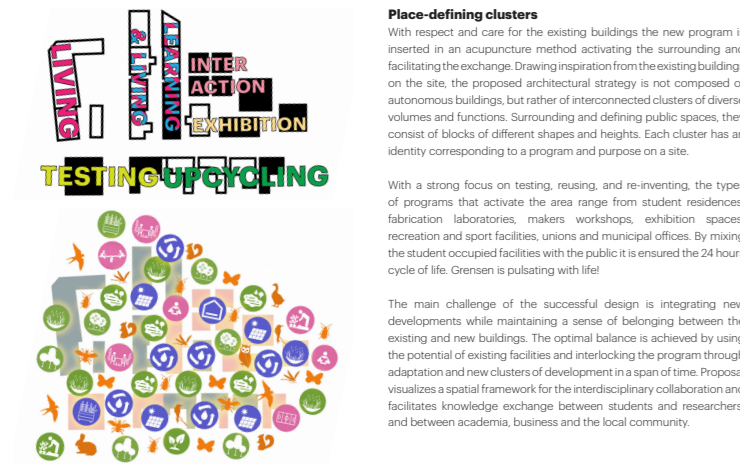 LIVING
& LIVING
LEARNING
INTER
ACTION
EXHIBITION
TESTING UPCYCLING
Place-defining clusters
With respect and care for the existing buildings the new program i
inserted in an acupuncture method activating the surrounding and
facilitating the exchange. Drawing inspiration from the existing building
on the site, the proposed architectural strategy is not composed o
autonomous buildings, but rather of interconnected clusters of divers
volumes and functions. Surrounding and defining public spaces, they
consist of blocks of different shapes and heights. Each cluster has an
identity corresponding to a program and purpose on a site.
With a strong focus on testing, reusing, and re-inventing, the type
of programs that activate the area range from student residences
fabrication laboratories, makers workshops, exhibition spaces
recreation and sport facilities, unions and municipal offices. By mixing
the student occupied facilities with the public it is ensured the 24 hour
cycle of life. Grensen is pulsating with life!
The main challenge of the successful design is integrating new
developments while maintaining a sense of belonging between the
existing and new buildings. The optimal balance is achieved by using
the potential of existing facilities and interlocking the program through
adaptation and new clusters of development in a span of time. Proposa
visualizes a spatial framework for the interdisciplinary collaboration and
facilitates knowledge exchange between students and researchers
and between academia, business and the local community.